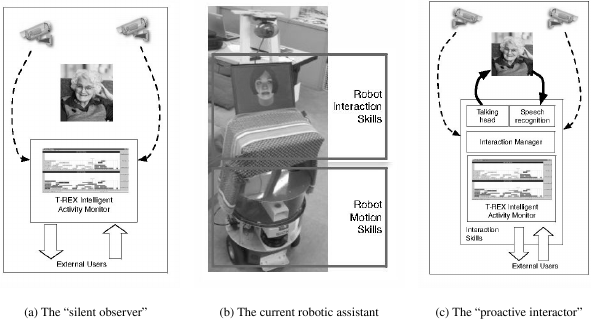 T-REX Intelligent
Activity Monitor
External Users
(a) The "silent observer"
Robot
Interaction
Skills
Robot
Motion
Skills
(b) The current robotic assistant
Talking
head
Speech
recognition
Interaction Manager
T-REX Intelligent
Activity Monitor
Interaction
Skills
External Users
(c) The "proactive interactor"